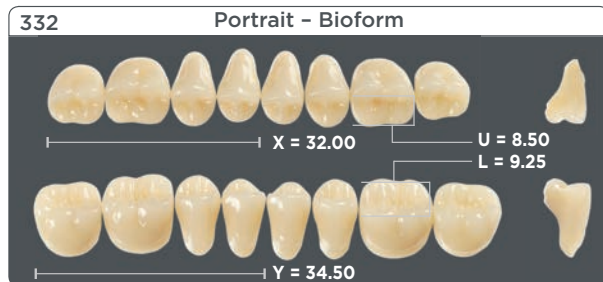 332
Portrait – Bioform
X = 32.00
U = 8.50
L = 9.25
Y = 34.50